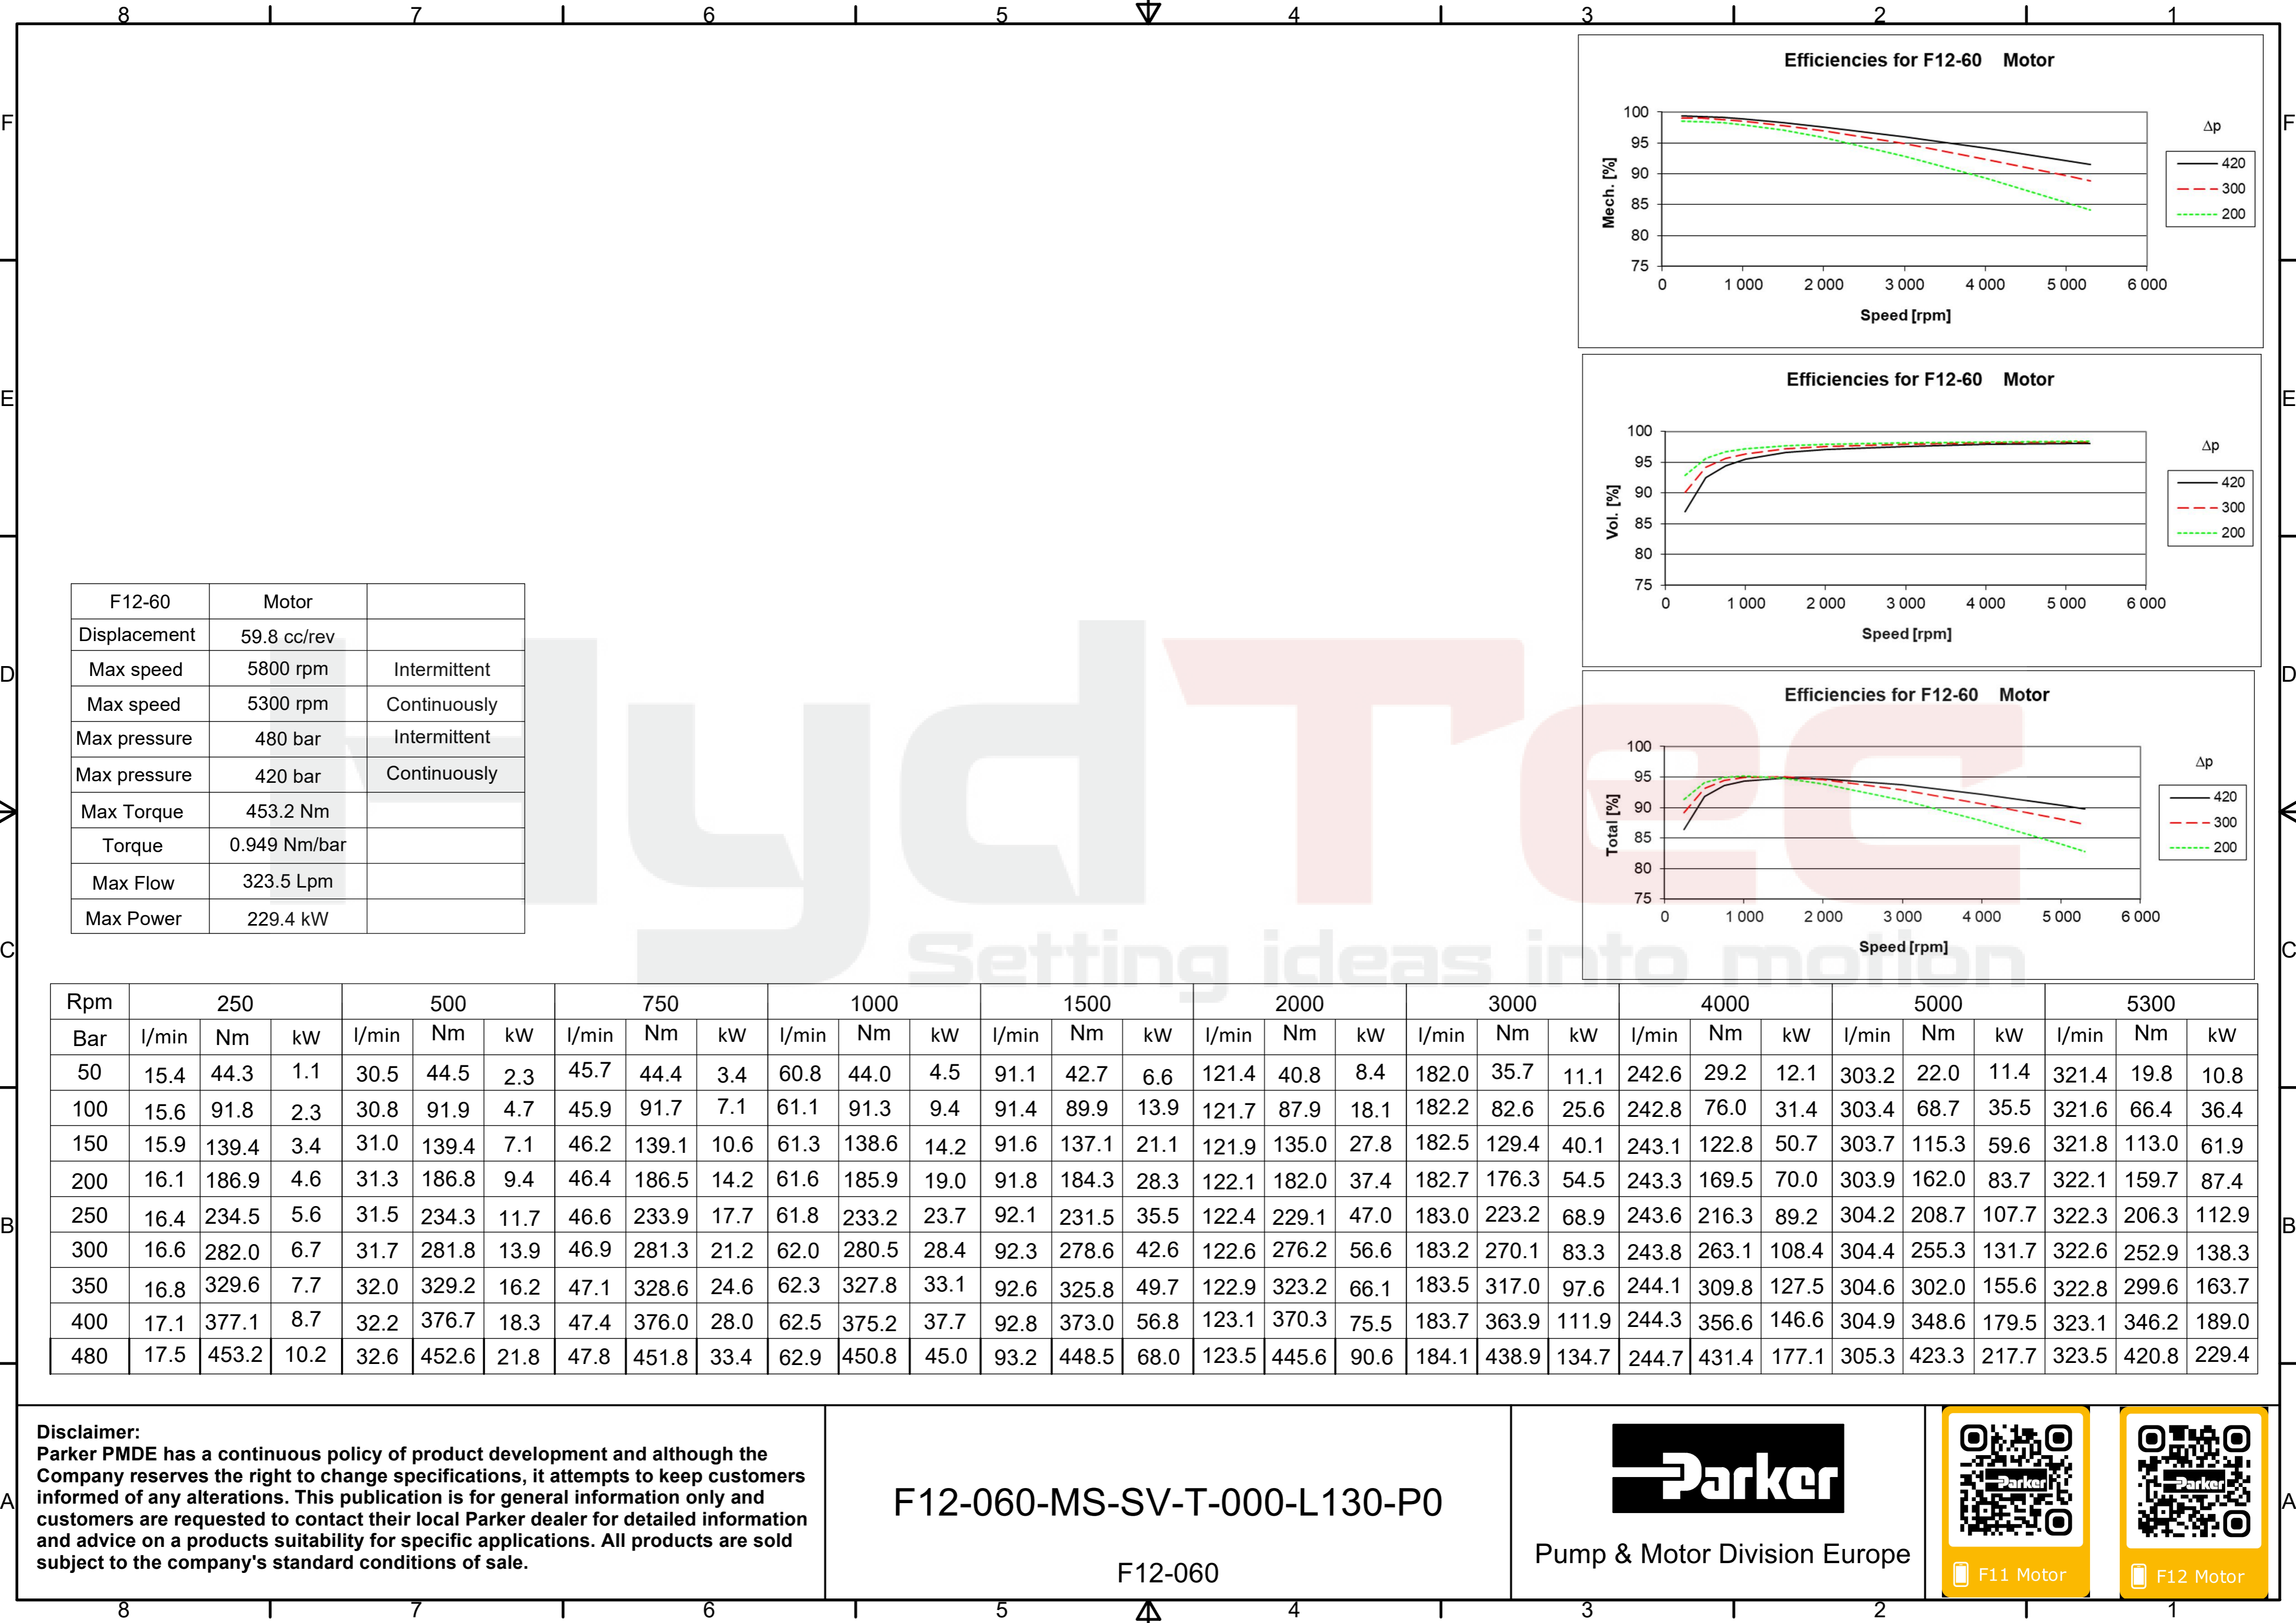 8 7 6 5 4 3 2 1
F
E
D
C
B
A
F
E
D
C
B
A
Efficiencies for F12-60 Motor
Mech. [%]
100
95
90
85
80
75
0 1 000 2 000 3 000 4 000 5 000 6 000
Speed [rpm]
Δp
420
300
200
Efficiencies for F12-60 Motor
Vol. [%]
100
95
90
85
80
75
0 1 000 2 000 3 000 4 000 5 000 6 000
Speed [rpm]
Δp
420
300
200
Efficiencies for F12-60 Motor
Total [%]
100
95
90
85
80
75
0 1 000 2 000 3 000 4 000 5 000 6 000
Speed [rpm]
Δp
420
300
200
F12-60 Motor
Displacement 59.8 cc/rev
Max speed 5800 rpm Intermittent
Max speed 5300 rpm Continuously
Max pressure 480 bar Intermittent
Max pressure 420 bar Continuously
Max Torque 453.2 Nm
Torque 0.949 Nm/bar
Max Flow 323.5 Lpm
Max Power 229.4 kW
HydTec
Setting ideas into motion
Rpm 250 500 750 1000 1500 2000 3000 4000 5000 5300
Bar l/min Nm kW l/min Nm kW l/min Nm kW l/min Nm kW l/min Nm kW l/min Nm kW l/min Nm kW l/min Nm kW l/min Nm kW l/min Nm kW
50 15.4 44.3 1.1 30.5 44.5 2.3 45.7 44.4 3.4 60.8 44.0 4.5 91.1 42.7 6.6 121.4 40.8 8.4 182.0 35.7 11.1 242.6 29.2 12.1 303.2 22.0 11.4 321.4 19.8 10.8
100 15.6 91.8 2.3 30.8 91.9 4.7 45.9 91.7 7.1 61.1 91.3 9.4 91.4 89.9 13.9 121.7 87.9 18.1 182.2 82.6 25.6 242.8 76.0 31.4 303.4 68.7 35.5 321.6 66.4 36.4
150 15.9 139.4 3.4 31.0 139.4 7.1 46.2 139.1 10.6 61.3 138.6 14.2 91.6 137.1 21.1 121.9 135.0 27.8 182.5 129.4 40.1 243.1 122.8 50.7 303.7 115.3 59.6 321.8 113.0 61.9
200 16.1 186.9 4.6 31.3 186.8 9.4 46.4 186.5 14.2 61.6 185.9 19.0 91.8 184.3 28.3 122.1 182.0 37.4 182.7 176.3 54.5 243.3 169.5 70.0 303.9 162.0 83.7 322.1 159.7 87.4
250 16.4 234.5 5.6 31.5 234.3 11.7 46.6 233.9 17.7 61.8 233.2 23.7 92.1 231.5 35.5 122.4 229.1 47.0 183.0 223.2 68.9 243.6 216.3 89.2 304.2 208.7 107.7 322.3 206.3 112.9
300 16.6 282.0 6.7 31.7 281.8 13.9 46.9 281.3 21.2 62.0 280.5 28.4 92.3 278.6 42.6 122.6 276.2 56.6 183.2 270.1 83.3 243.8 263.1 108.4 304.4 255.3 131.7 322.6 252.9 138.3
350 16.8 329.6 7.7 32.0 329.2 16.2 47.1 328.6 24.6 62.3 327.8 33.1 92.6 325.8 49.7 122.9 323.2 66.1 183.5 317.0 97.6 244.1 309.8 127.5 304.6 302.0 155.6 322.8 299.6 163.7
400 17.1 377.1 8.7 32.2 376.7 18.3 47.4 376.0 28.0 62.5 375.2 37.7 92.8 373.0 56.8 123.1 370.3 75.5 183.7 363.9 111.9 244.3 356.6 146.6 304.9 348.6 179.5 323.1 346.2 189.0
480 17.5 453.2 10.2 32.6 452.6 21.8 47.8 451.8 33.4 62.9 450.8 45.0 93.2 448.5 68.0 123.5 445.6 90.6 184.1 438.9 134.7 244.7 431.4 177.1 305.3 423.3 217.7 323.5 420.8 229.4
Disclaimer:
Parker PMDE has a continuous policy of product development and although the
Company reserves the right to change specifications, it attempts to keep customers
informed of any alterations. This publication is for general information only and
customers are requested to contact their local Parker dealer for detailed information
and advice on a products suitability for specific applications. All products are sold
subject to the company's standard conditions of sale.
F12-060-MS-SV-T-000-L130-P0
F12-060
Parker
Pump & Motor Division Europe
Parker
F11 Motor
Parker
F12 Motor
8 7 6 5 4 3 2 1